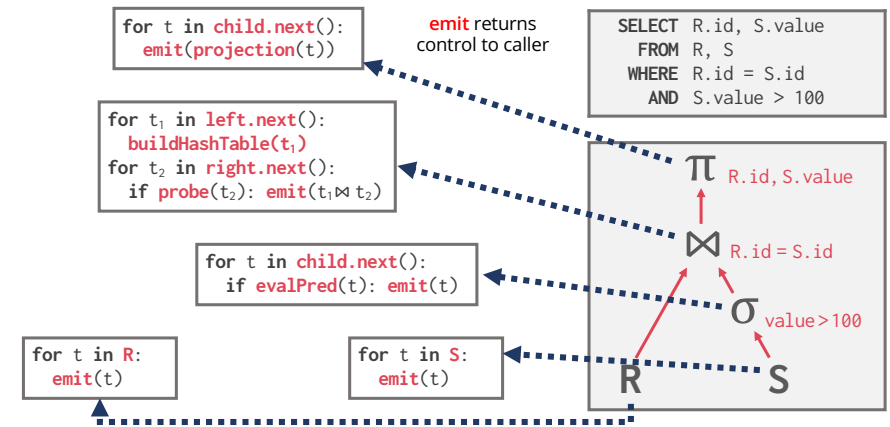 for t in child.next():
emit(projection(t))
emit returns
control to caller
SELECT R.id, S.value
FROM R, S
WHERE R.id = S.id
AND S.value > 100
for t₁ in left.next():
buildHashTable(t₁)
for t₂ in right.next():
if probe(t₂): emit(t₁⋈t₂)
for t in child.next():
if evalPred(t): emit(t)
for t in R:
emit(t)
for t in S:
emit(t)
π R.id, S.value
⋈ R.id = S.id
σ value>100
R S